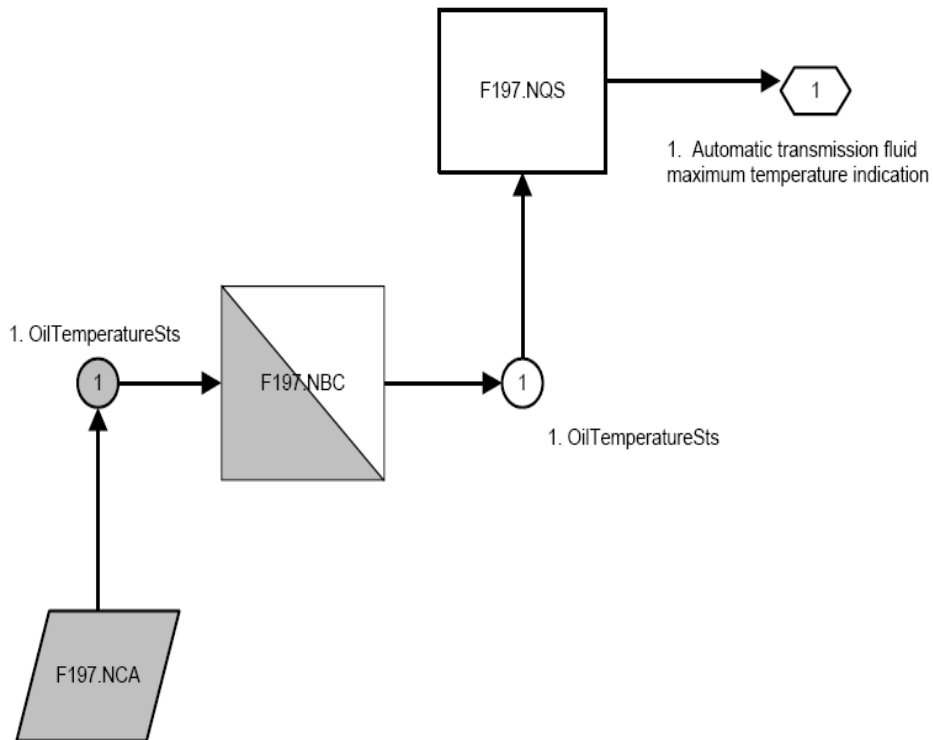 F197.NQS
1
1. Automatic transmission fluid
maximum temperature indication
1. OilTemperatureSts
1
F197.NBC
1
1. OilTemperatureSts
F197.NCA